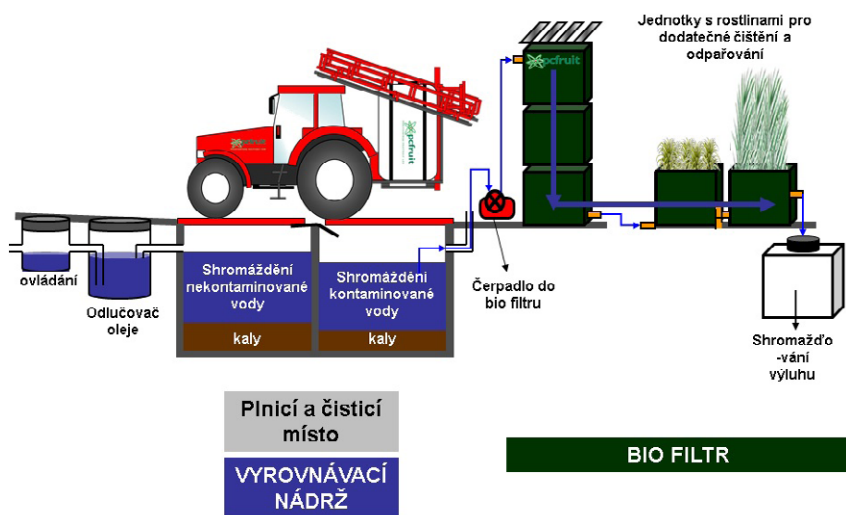 Jednotky s rostlinami pro
dodatečné čištění a
odpařování
pcfruit
pcfruit
pcfruit
ovládání
Odlučovač
oleje
Shromáždění
nekontaminované
vody
kaly
Shromáždění
kontaminované
vody
kaly
Čerpadlo do
bio filtru
Shromažďo
-vání
výluhu
Plnicí a čisticí
místo
VYROVNÁVACÍ
NÁDRŽ
BIO FILTR